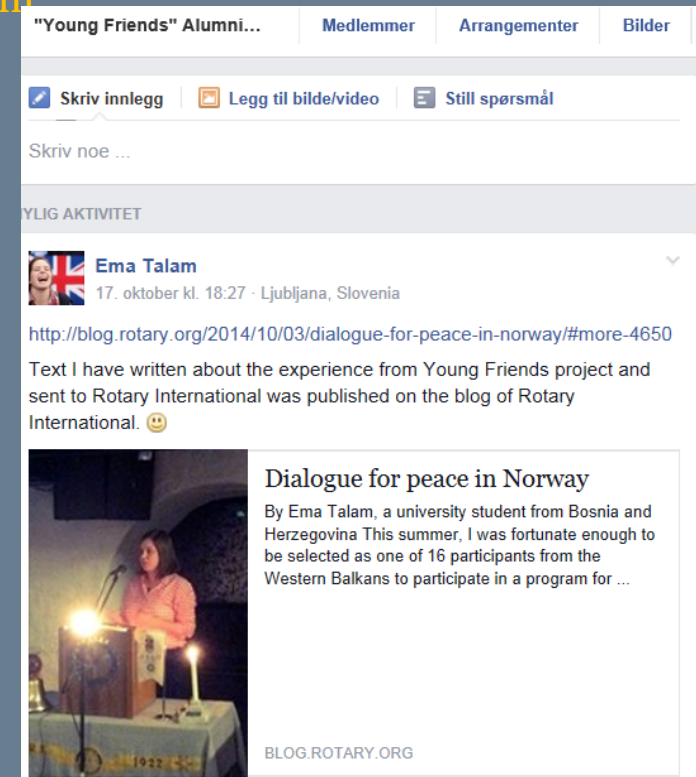 "Young Friends" Alumni... Medlemmer Arrangementer Bilder
Skriv innlegg Legg til bilde/video Still spørsmål
Skriv noe ...
YLIG AKTIVITET
Ema Talam
17. oktober kl. 18:27 · Ljubljana, Slovenia
http://blog.rotary.org/2014/10/03/dialogue-for-peace-in-norway/#more-4650
Text I have written about the experience from Young Friends project and
sent to Rotary International was published on the blog of Rotary
International.
Dialogue for peace in Norway
By Ema Talam, a university student from Bosnia and
Herzegovina This summer, I was fortunate enough to
be selected as one of 16 participants from the
Western Balkans to participate in a program for ...
BLOG.ROTARY.ORG
1922